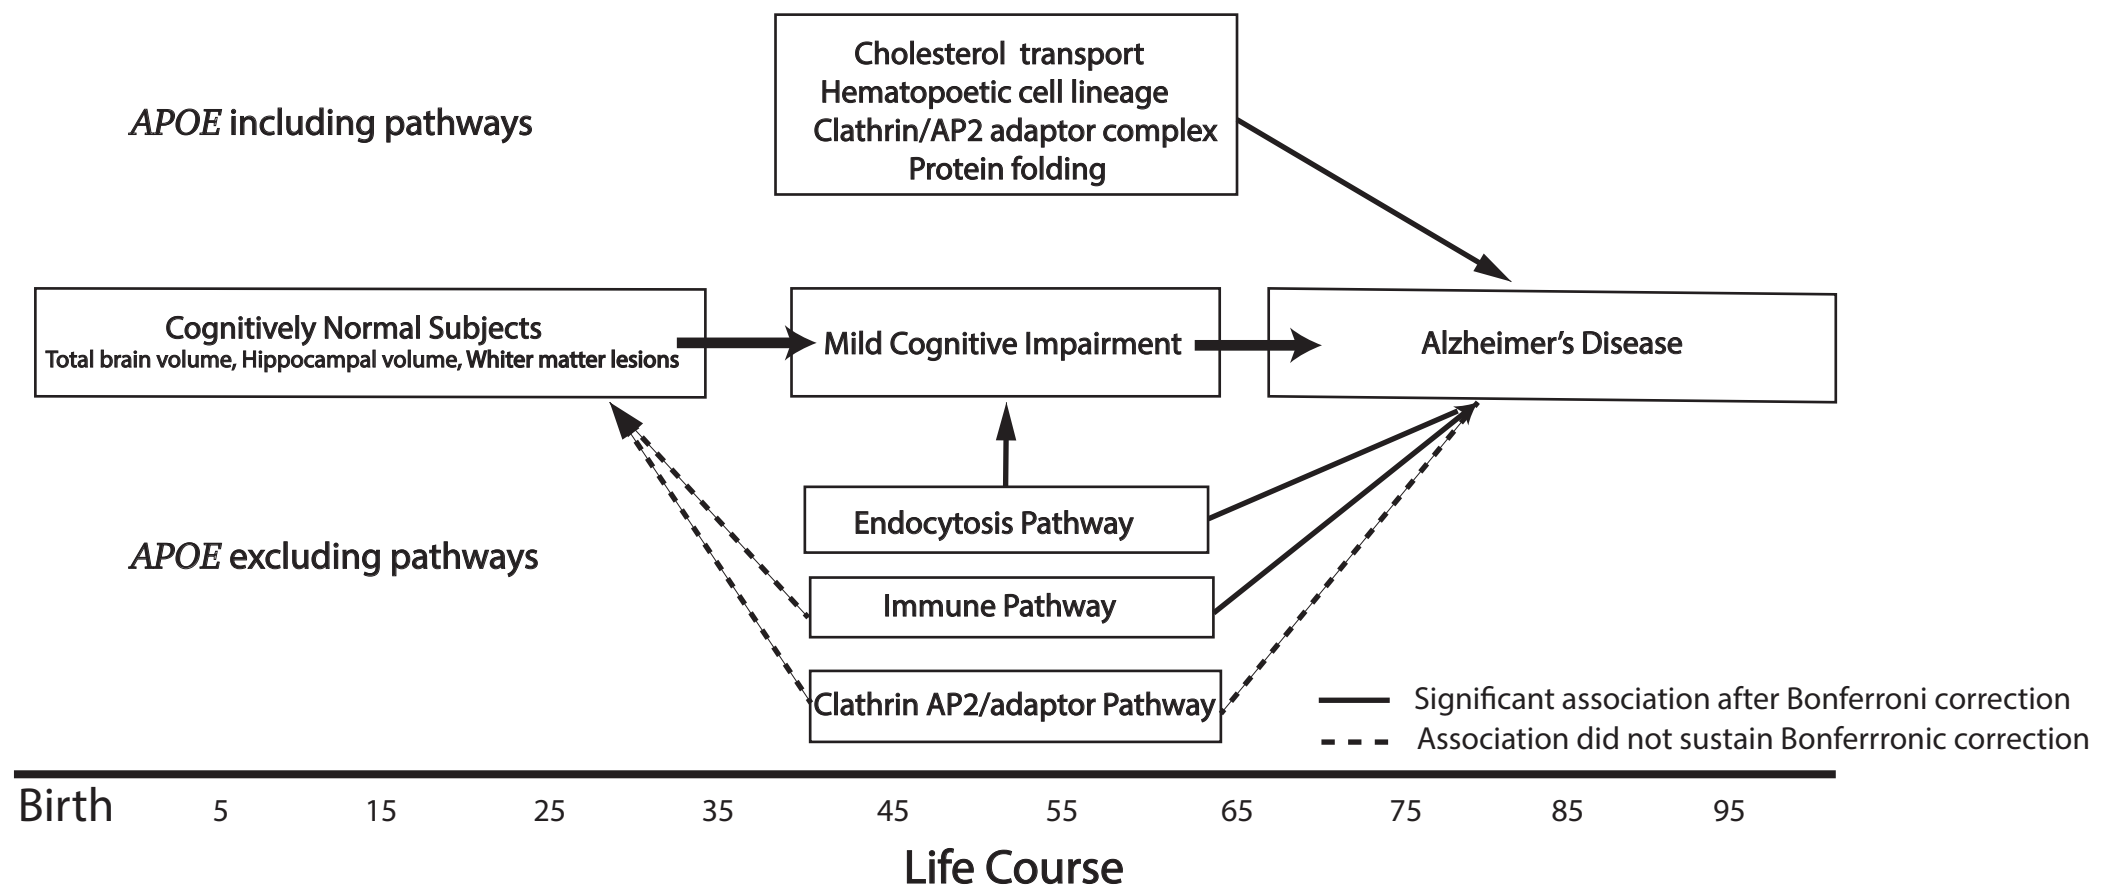 Cholesterol transport
Hematopoetic cell lineage
Clathrin/AP2 adaptor complex
Protein folding
APOE including pathways
Cognitively Normal Subjects
Total brain volume, Hippocampal volume, Whiter matter lesions
Mild Cognitive Impairment
Alzheimer's Disease
Endocytosis Pathway
APOE excluding pathways
Immune Pathway
Clathrin AP2/adaptor Pathway
Significant association after Bonferroni correction
Association did not sustain Bonferrronic correction
Birth 5 15 25 35 45 55 65 75 85 95
Life Course